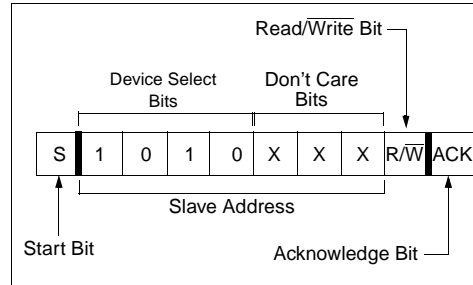 Read/Write Bit
Device Select Bits
Don't Care Bits
S 1 0 1 0 X X X R/W ACK
Slave Address
Start Bit
Acknowledge Bit